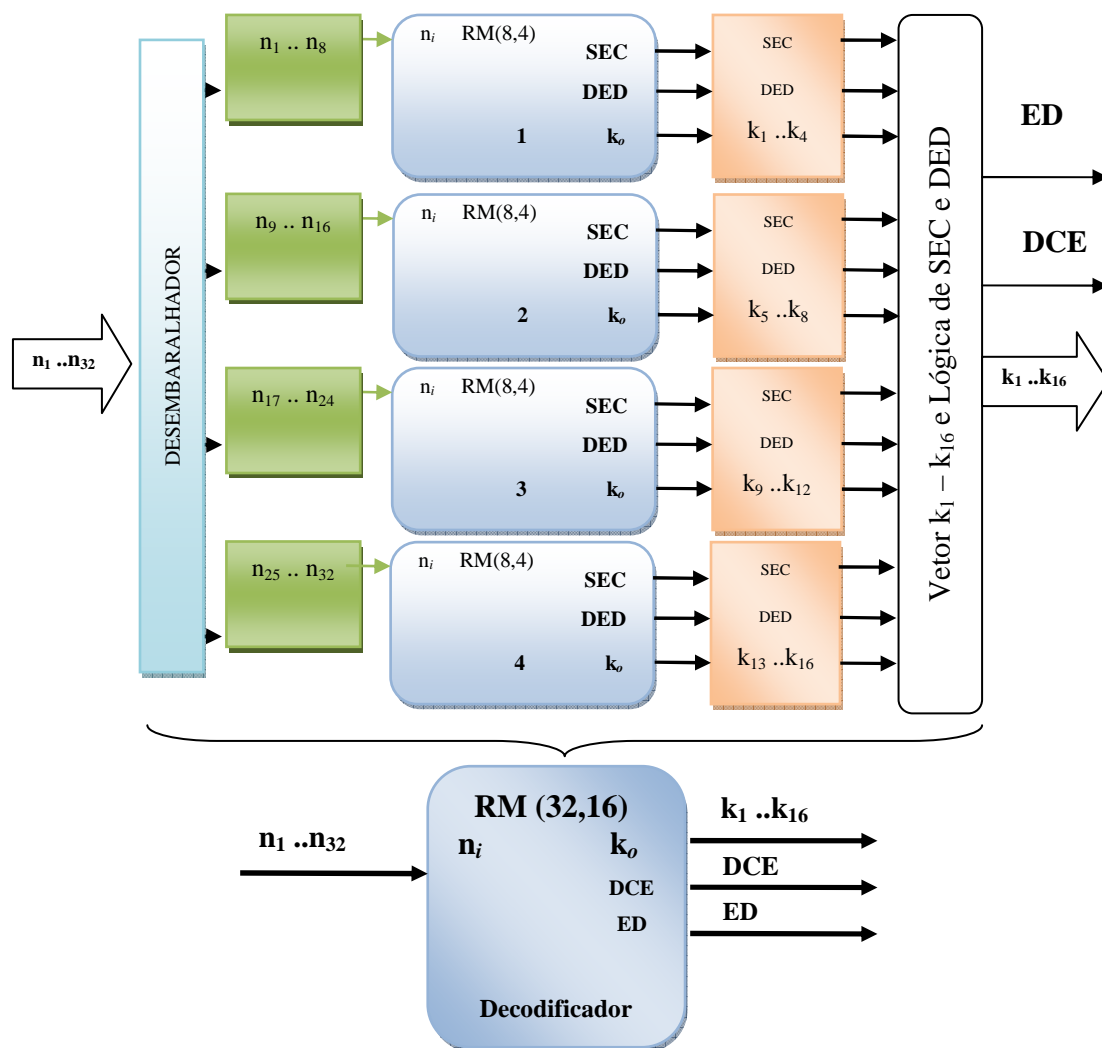 n1 ..n32
DESEMBARALHADOR
n1 .. n8
ni RM(8,4)
SEC
DED
1 ko
SEC
DED
k1 ..k4
n9 .. n16
ni RM(8,4)
SEC
DED
2 ko
SEC
DED
k5 ..k8
n17 .. n24
ni RM(8,4)
SEC
DED
3 ko
SEC
DED
k9 ..k12
n25 .. n32
ni RM(8,4)
SEC
DED
4 ko
SEC
DED
k13 ..k16
Vetor k1 – k16 e Lógica de SEC e DED
ED
DCE
k1 ..k16
n1 ..n32
RM (32,16)
ni ko
DCE
ED
Decodificador
k1 ..k16
DCE
ED